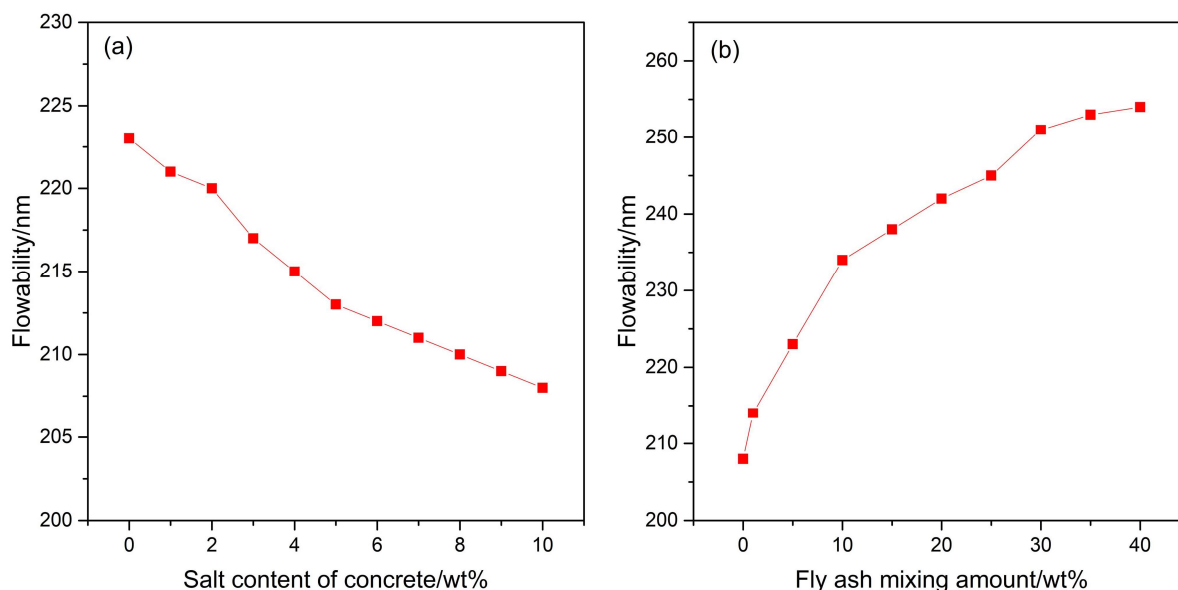 (a)
Flowability/nm
230
225
220
215
210
205
200
0 2 4 6 8 10
Salt content of concrete/wt%
(b)
Flowability/nm
260
250
240
230
220
210
200
0 10 20 30 40
Fly ash mixing amount/wt%